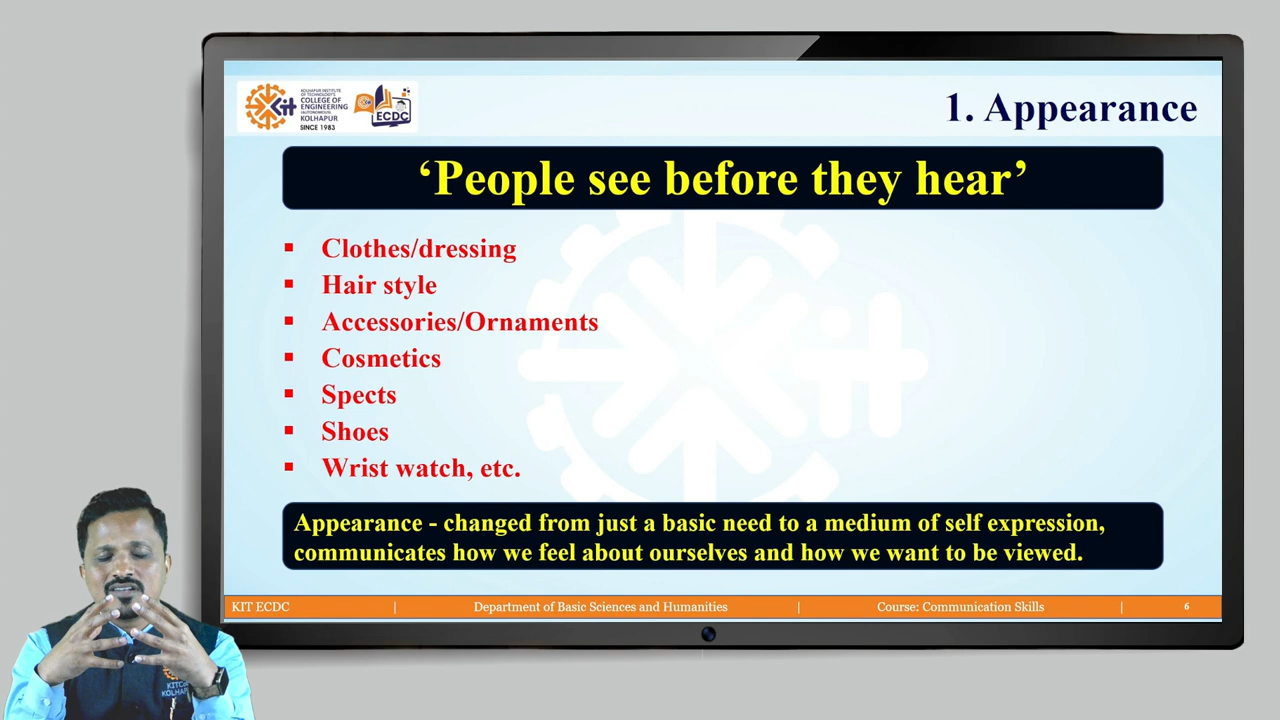 KOLHAPUR INSTITUTE
OF TECHNOLOGY'S
COLLEGE OF
ENGINEERING
(AUTONOMOUS),
KOLHAPUR
SINCE 1983
kit
ECDC
1. Appearance
‘People see before they hear’
▪ Clothes/dressing
▪ Hair style
▪ Accessories/Ornaments
▪ Cosmetics
▪ Spects
▪ Shoes
▪ Wrist watch, etc.
Appearance - changed from just a basic need to a medium of self expression,
communicates how we feel about ourselves and how we want to be viewed.
KIT ECDC | Department of Basic Sciences and Humanities | Course: Communication Skills | 6
KOLHAPUR